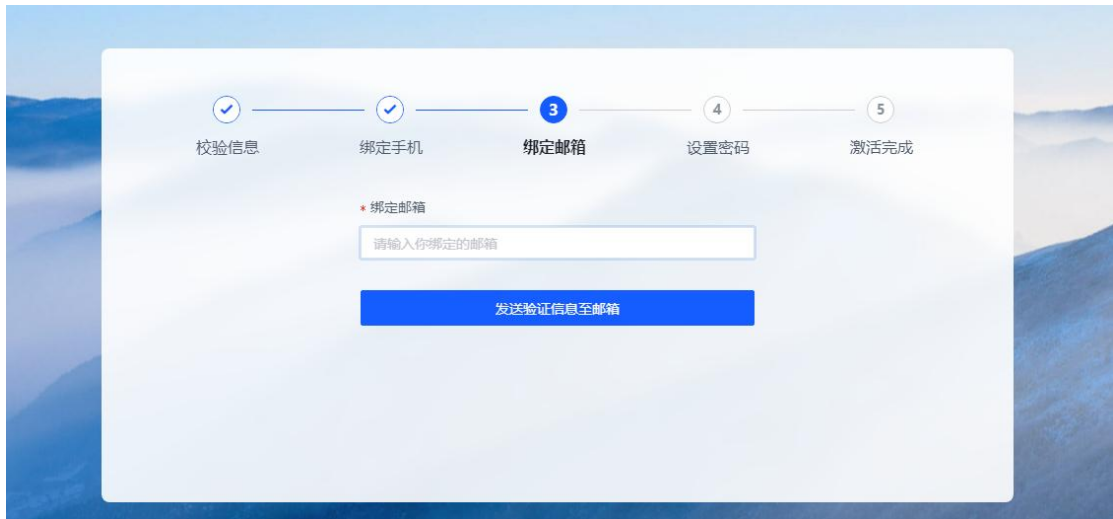 3
4
5
校验信息
绑定手机
绑定邮箱
设置密码
激活完成
* 绑定邮箱
请输入你绑定的邮箱
发送验证信息至邮箱